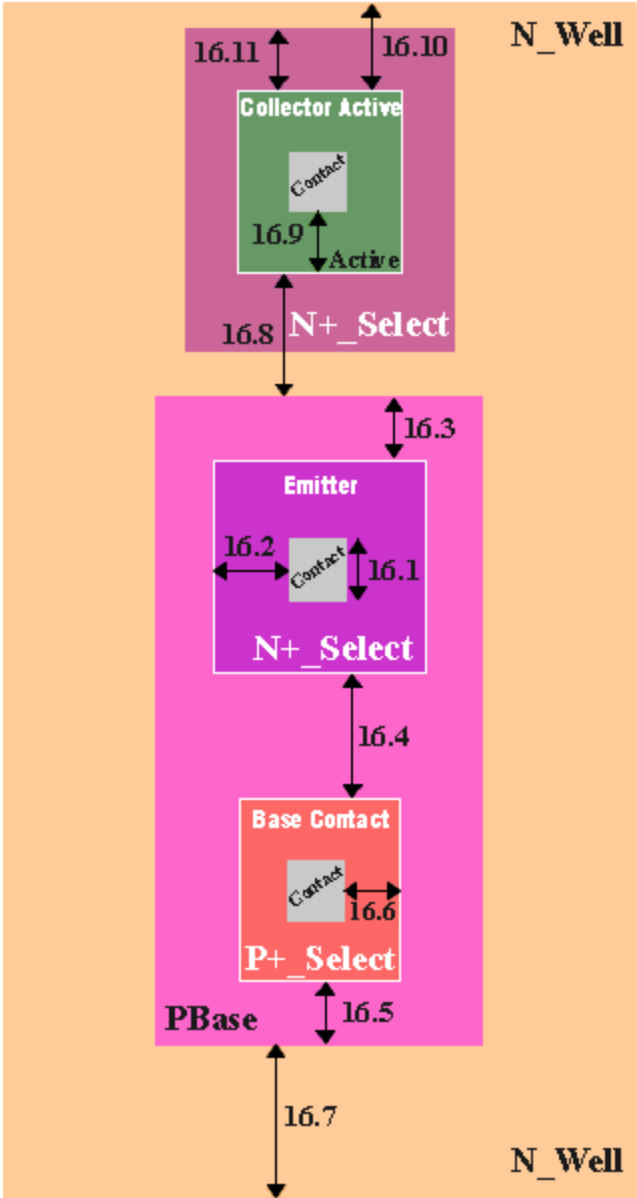 N_Well
16.11
16.10
Collector Active
Contact
16.9
Active
16.8
N+_Select
16.3
Emitter
16.2
Contact
16.1
N+_Select
16.4
Base Contact
Contact
16.6
P+_Select
PBase
16.5
16.7
N_Well